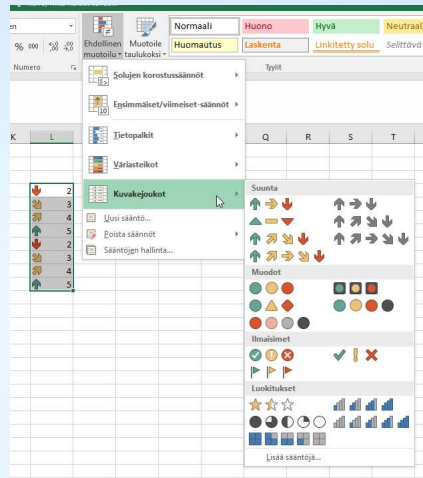 en
Normaali Huono Hyvä Neutraal
% 000
Ehdollinen muotoilu
Muotoile taulukoksi
Huomautus Laskenta Linkitetty solu Selittävä
Numero Tyylit
Solujen korostussäännöt
Ensimmäiset/viimeiset-säännöt
Tietopalkit
Väriasteikot
Kuvakejoukot
Uusi sääntö...
Poista säännöt
Sääntöjen hallinta...
K L Q R S T
2
3
4
5
2
3
4
5
Suunta
Muodot
Ilmaisimet
Luokitukset
Lisää sääntöjä...